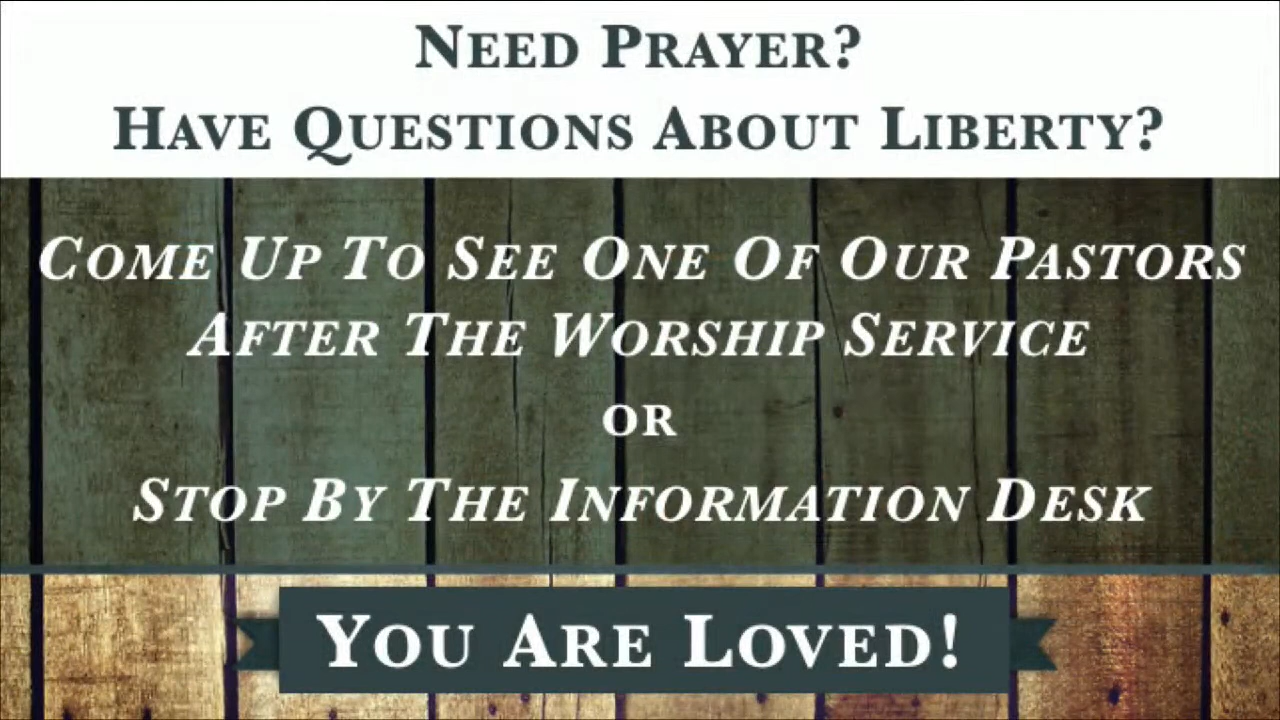 Need Prayer?
Have Questions About Liberty?
Come Up To See One Of Our Pastors
After The Worship Service
or
Stop By The Information Desk
You Are Loved!